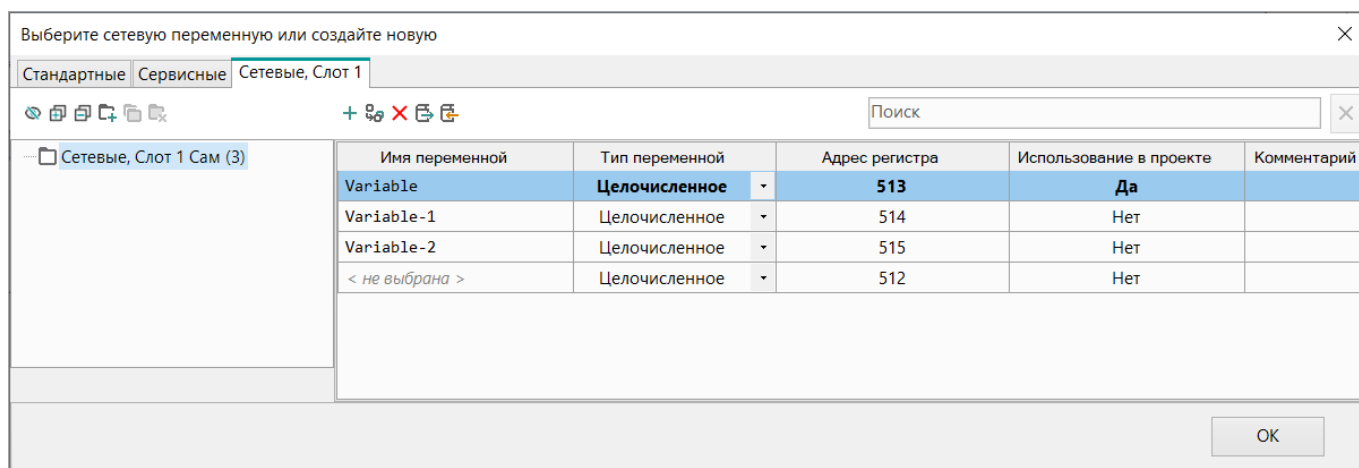 Выберите сетевую переменную или создайте новую
Стандартные Сервисные Сетевые, Слот 1
Поиск
Сетевые, Слот 1 Сам (3)
Имя переменной Тип переменной Адрес регистра Использование в проекте Комментарий
Variable Целочисленное 513 Да
Variable-1 Целочисленное 514 Нет
Variable-2 Целочисленное 515 Нет
< не выбрана > Целочисленное 512 Нет
OK